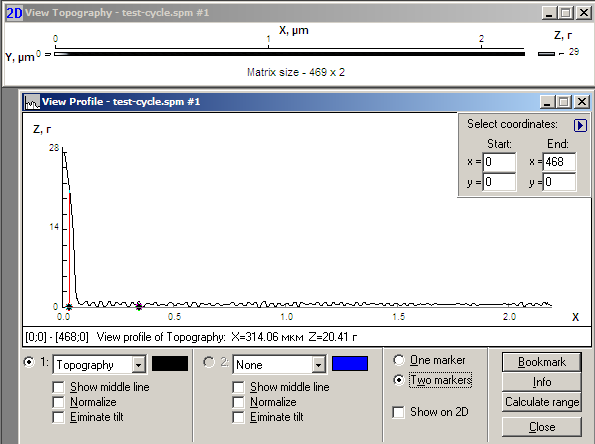 2D View Topography - test-cycle.spm #1
X, µm
Z, г
0 1 2
Y, µm 0 29
Matrix size - 469 x 2
View Profile - test-cycle.spm #1
Z, г
Select coordinates:
Start: End:
x = 0 x = 468
y = 0 y = 0
28
14
0
0.0 0.5 1.0 1.5 2.0 X
[0;0] - [468;0] View profile of Topography: X=314.06 мкм Z=20.41 г
1: Topography
Show middle line
Normalize
Eiminate tilt
2: None
Show middle line
Normalize
Eiminate tilt
One marker
Two markers
Show on 2D
Bookmark
Info
Calculate range
Close